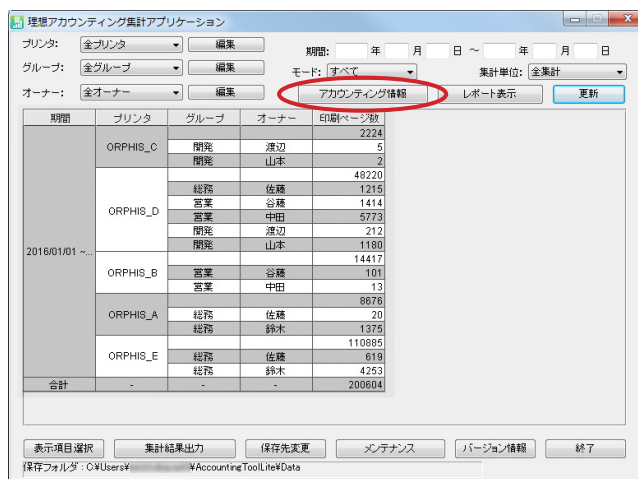 理想アカウンティング集計アプリケーション
プリンタ: 全プリンタ 編集 期間: 年 月 日 ～ 年 月 日
グループ: 全グループ 編集 モード: すべて 集計単位: 全集計
オーナー: 全オーナー 編集 アカウンティング情報 レポート表示 更新
期間 プリンタ グループ オーナー 印刷ページ数
2224
ORPHIS_C 開発 渡辺 5
開発 山本 2
48220
総務 佐藤 1215
営業 谷藤 1414
ORPHIS_D 営業 中田 5773
開発 渡辺 212
開発 山本 1180
2016/01/01 ~... 14417
ORPHIS_B 営業 谷藤 101
営業 中田 13
8676
ORPHIS_A 総務 佐藤 20
総務 鈴木 1375
110885
ORPHIS_E 総務 佐藤 619
総務 鈴木 4253
合計 - - - 200604
表示項目選択 集計結果出力 保存先変更 メンテナンス バージョン情報 終了
保存フォルダ : C:¥Users¥ ¥AccountingToolLite¥Data